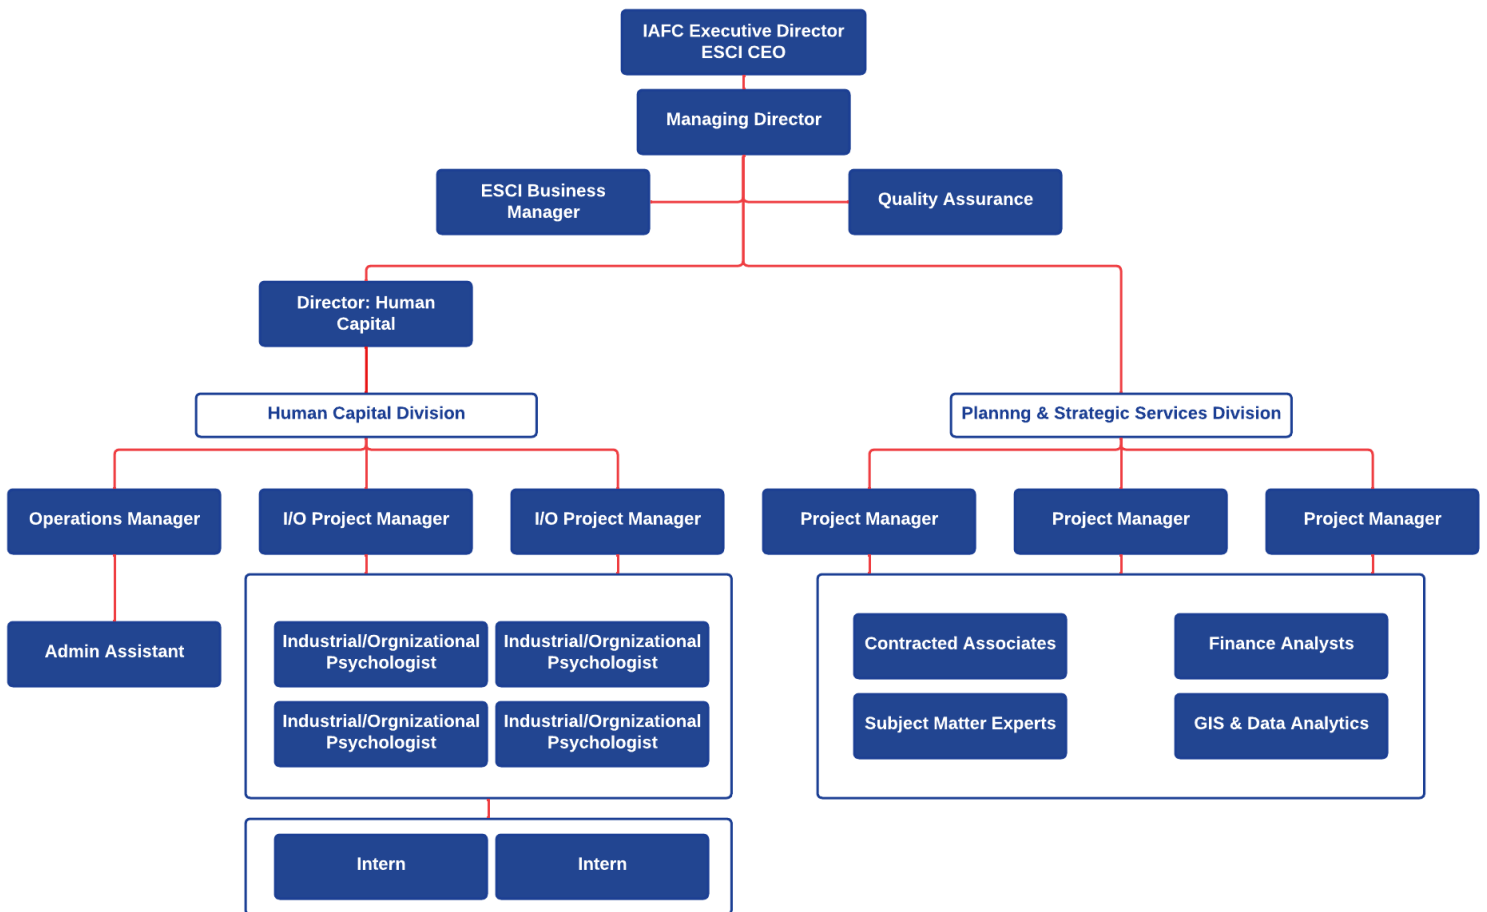 IAFC Executive Director
ESCI CEO
Managing Director
ESCI Business
Manager
Quality Assurance
Director: Human
Capital
Human Capital Division
Plannng & Strategic Services Division
Operations Manager
I/O Project Manager
I/O Project Manager
Project Manager
Project Manager
Project Manager
Admin Assistant
Industrial/Orgnizational
Psychologist
Industrial/Orgnizational
Psychologist
Industrial/Orgnizational
Psychologist
Industrial/Orgnizational
Psychologist
Contracted Associates
Finance Analysts
Subject Matter Experts
GIS & Data Analytics
Intern
Intern